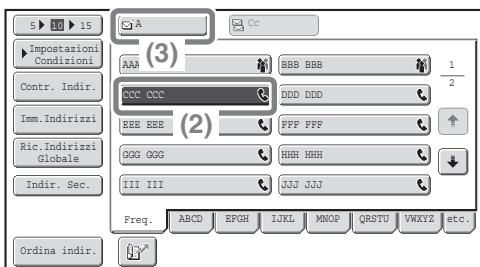 5 10 15
A
Cc
Impostazioni
Condizioni
(3)
AAA
BBB BBB
1
2
Contr. Indir.
CCC CCC
DDD DDD
Imm.Indirizzi
EEE EEE
(2)
FFF FFF
Ric.Indirizzi
Globale
GGG GGG
HHH HHH
Indir. Sec.
III III
JJJ JJJ
Freq.
ABCD
EFGH
IJKL
MNOP
QRSTU
VWXYZ
etc.
Ordina indir.